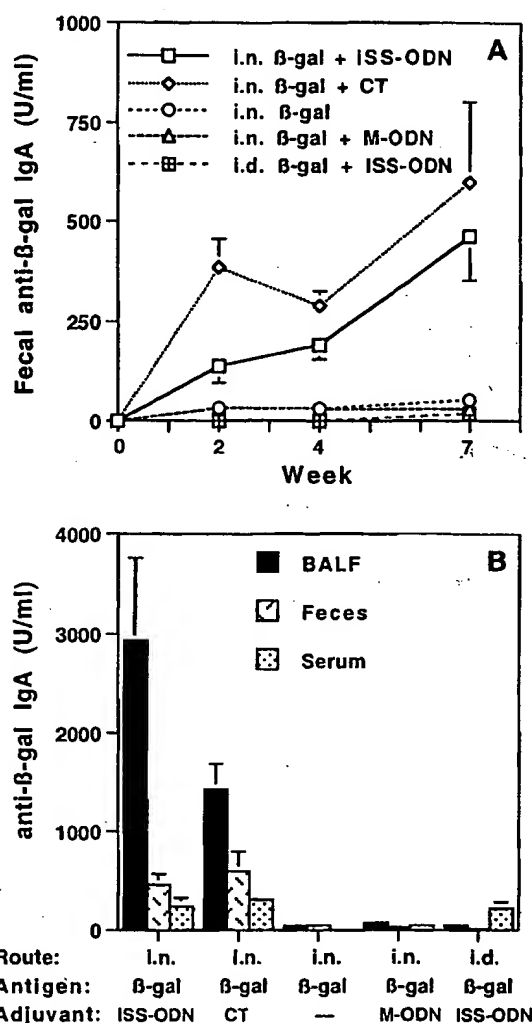 1000
A
i.n. ß-gal + ISS-ODN
i.n. ß-gal + CT
i.n. ß-gal
i.n. ß-gal + M-ODN
i.d. ß-gal + ISS-ODN
750
500
250
0
Fecal anti-ß-gal IgA (U/ml)
0 2 4 7
Week
4000
B
BALF
Feces
Serum
3000
2000
1000
0
anti-ß-gal IgA (U/ml)
Route: i.n. i.n. i.n. i.n. i.d.
Antigen: ß-gal ß-gal ß-gal ß-gal ß-gal
Adjuvant: ISS-ODN CT — M-ODN ISS-ODN